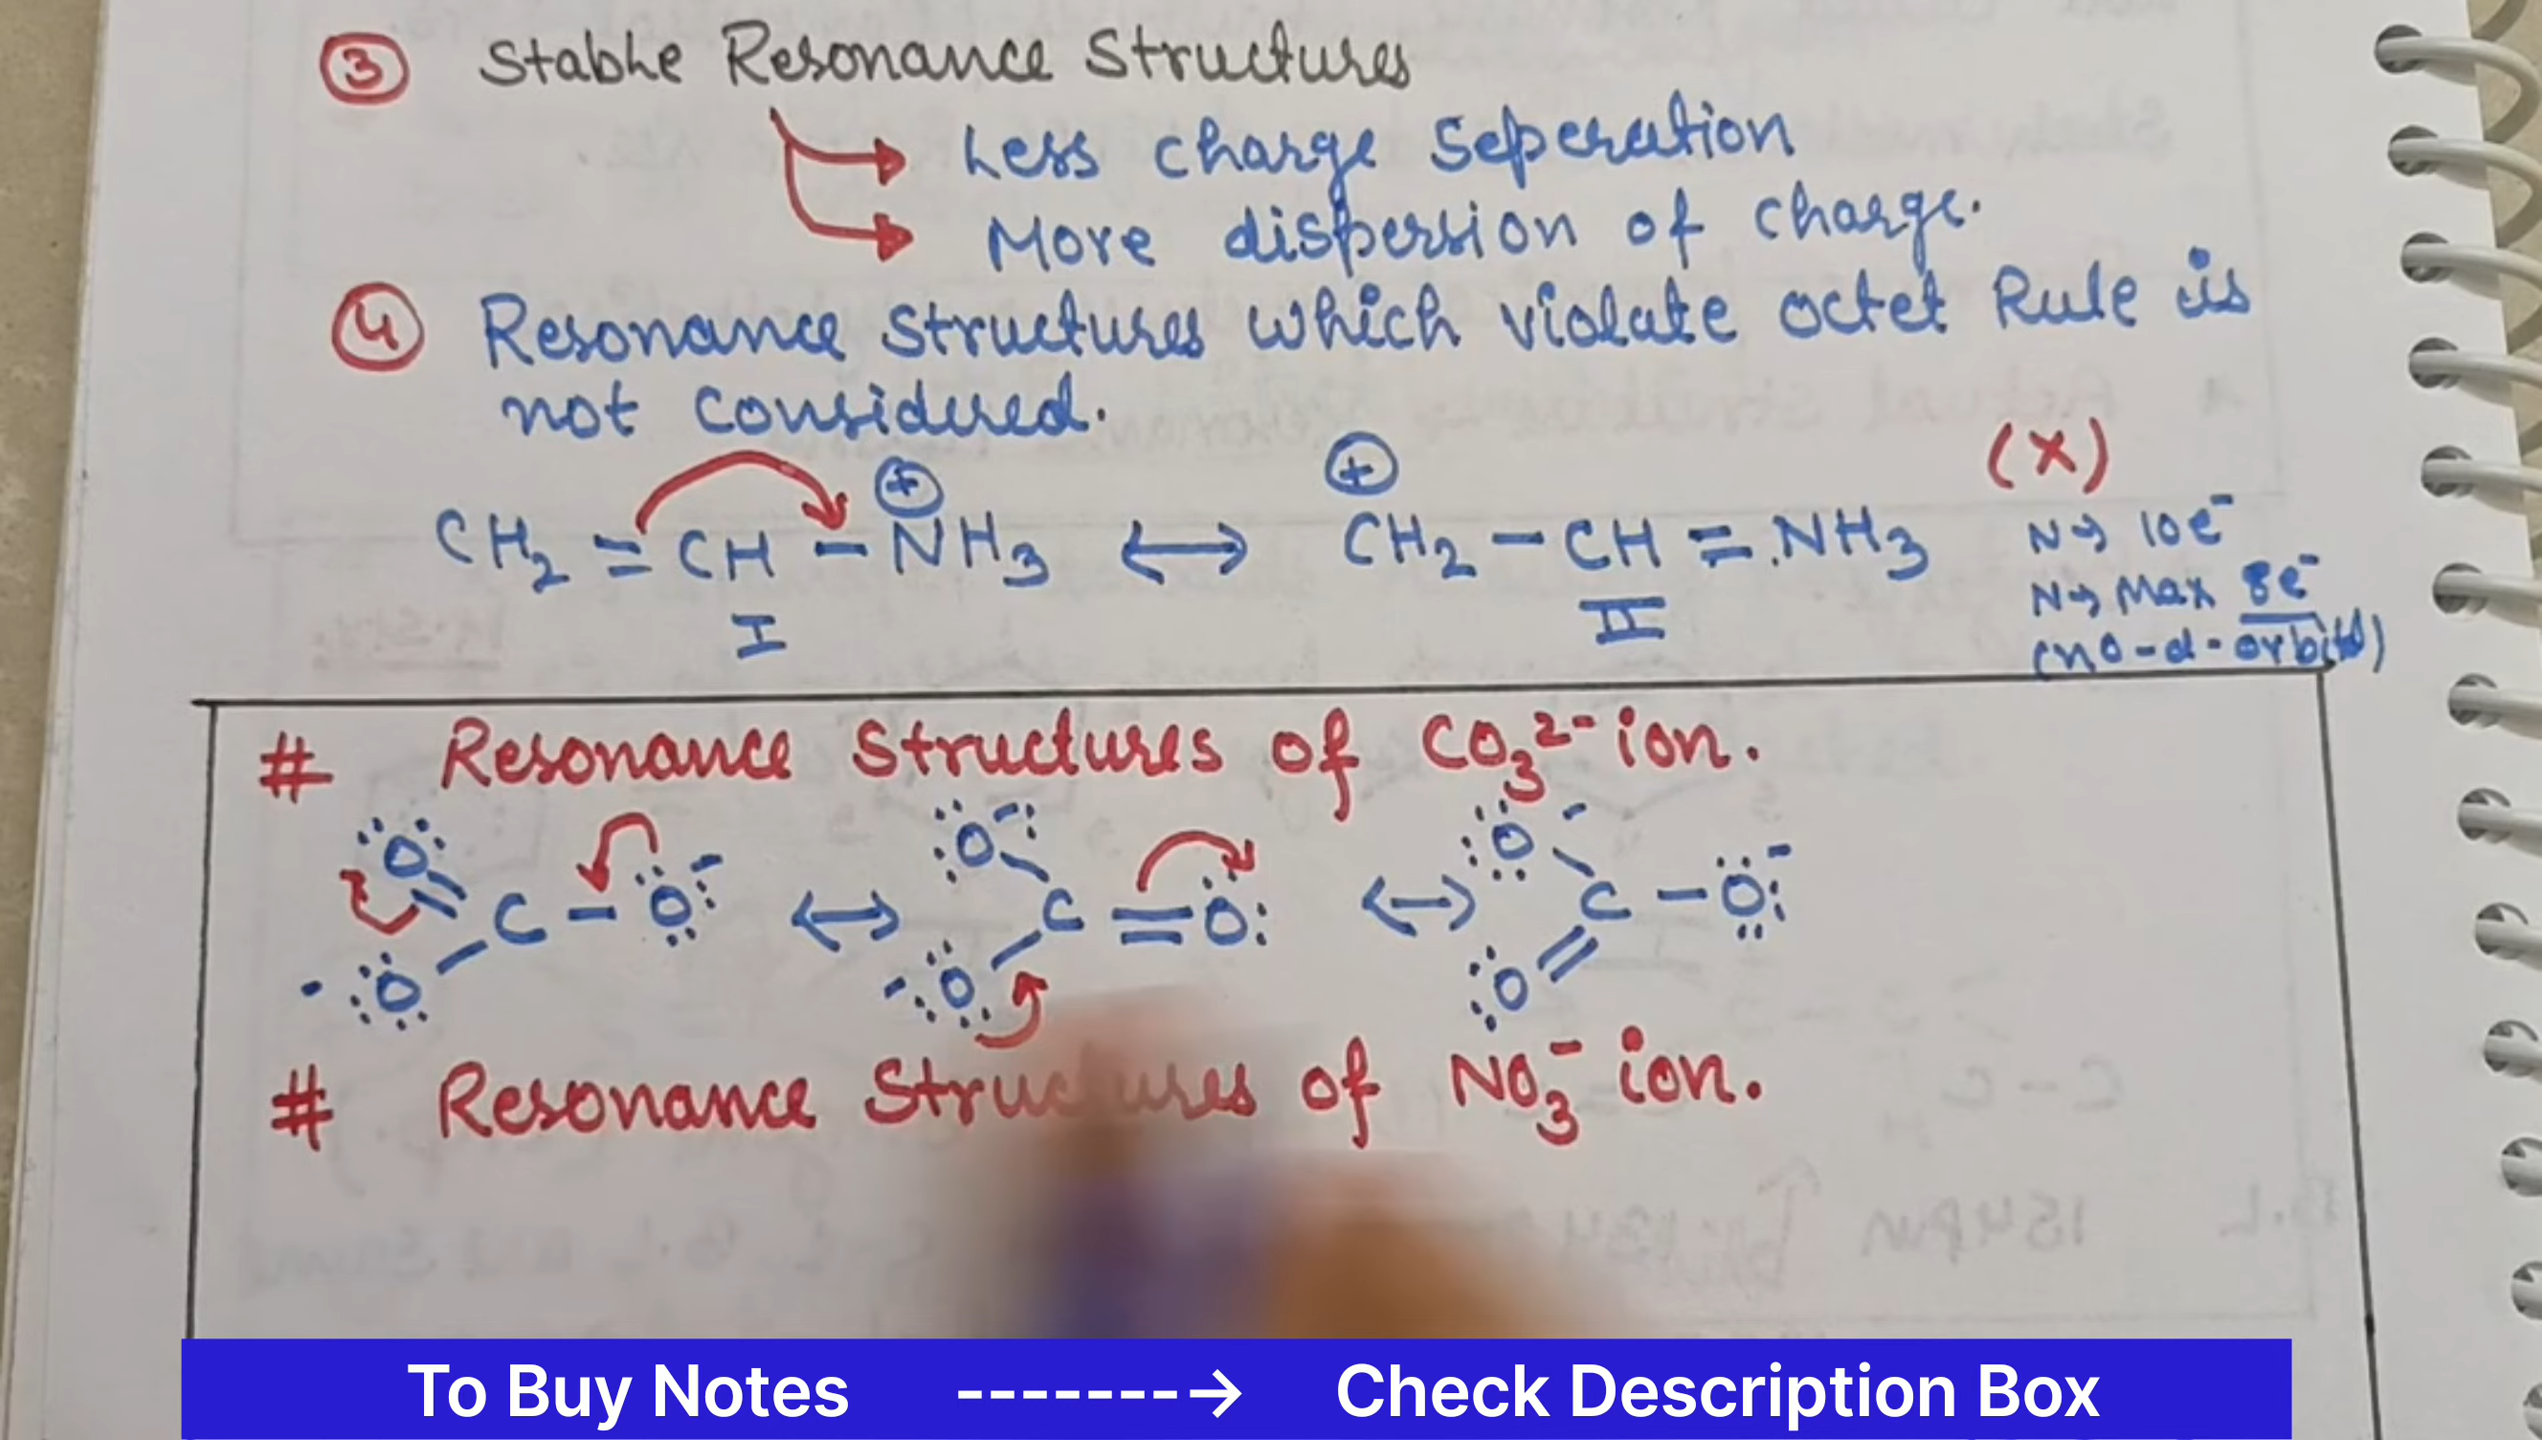 3 Stable Resonance Structures
Less charge Seperation
More dispersion of charge.
4 Resonance Structures which violate octet Rule is
not considered.
(x)
CH₂ = CH - N⊕H₃ ↔ ⊕CH₂ - CH = NH₃
N→ 10e⁻
N→ Max 8e⁻
(no-d-orbital)
I II
# Resonance Structures of CO₃²⁻ ion.
O C O⁻ ↔ O⁻ C = O ↔ O⁻ C - O⁻
⁻O ⁻O O
# Resonance Structures of NO₃⁻ ion.
To Buy Notes -------→ Check Description Box